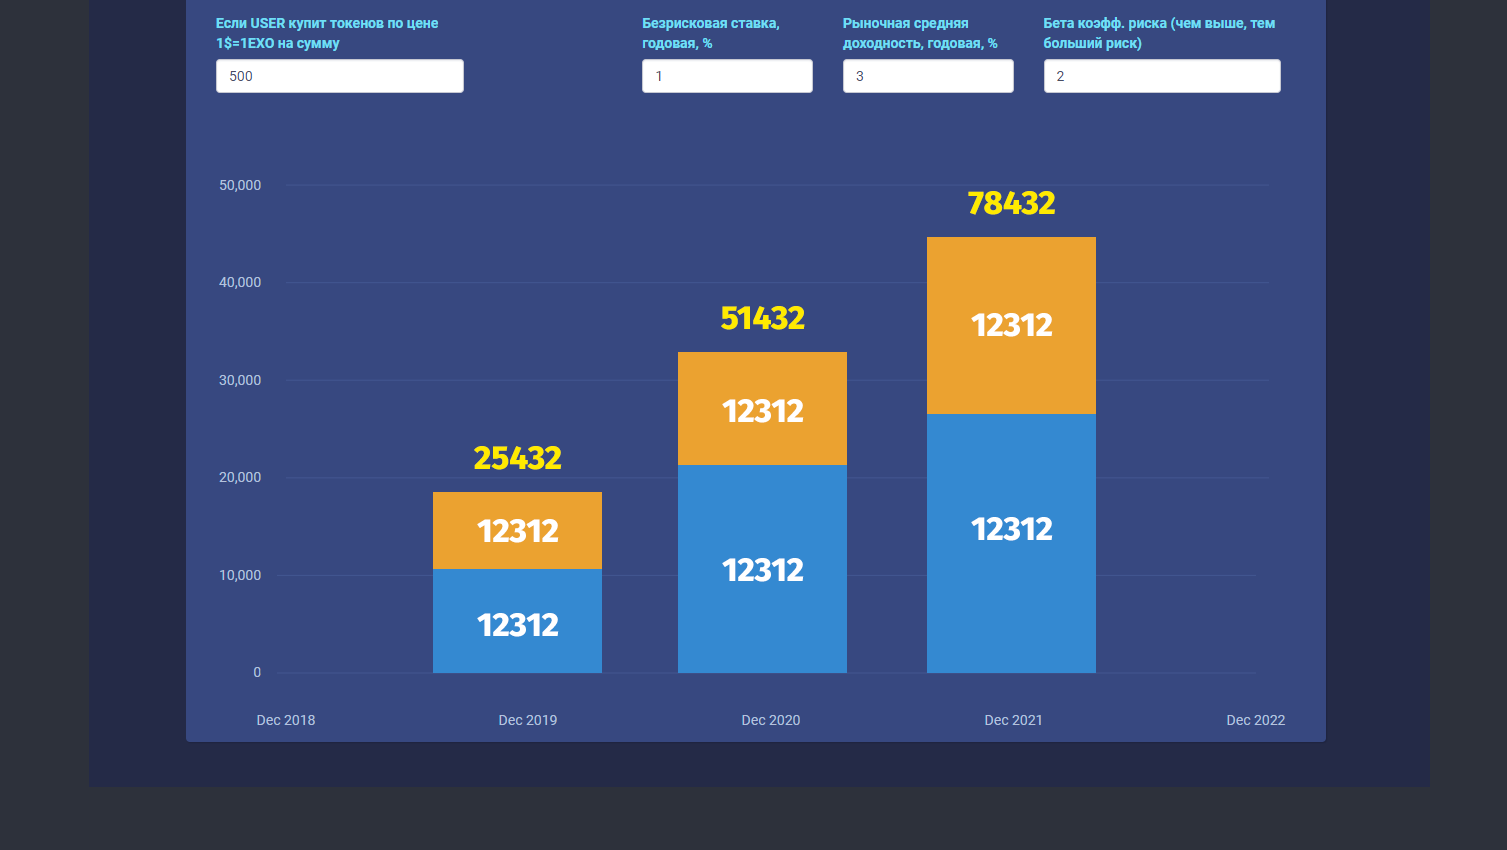 Если USER купит токенов по цене
1$=1EXO на сумму
500
Безрисковая ставка,
годовая, %
1
Рыночная средняя
доходность, годовая, %
3
Бета коэфф. риска (чем выше, тем
больший риск)
2
50,000
40,000
30,000
20,000
10,000
0
25432
12312
12312
51432
12312
12312
78432
12312
12312
Dec 2018
Dec 2019
Dec 2020
Dec 2021
Dec 2022